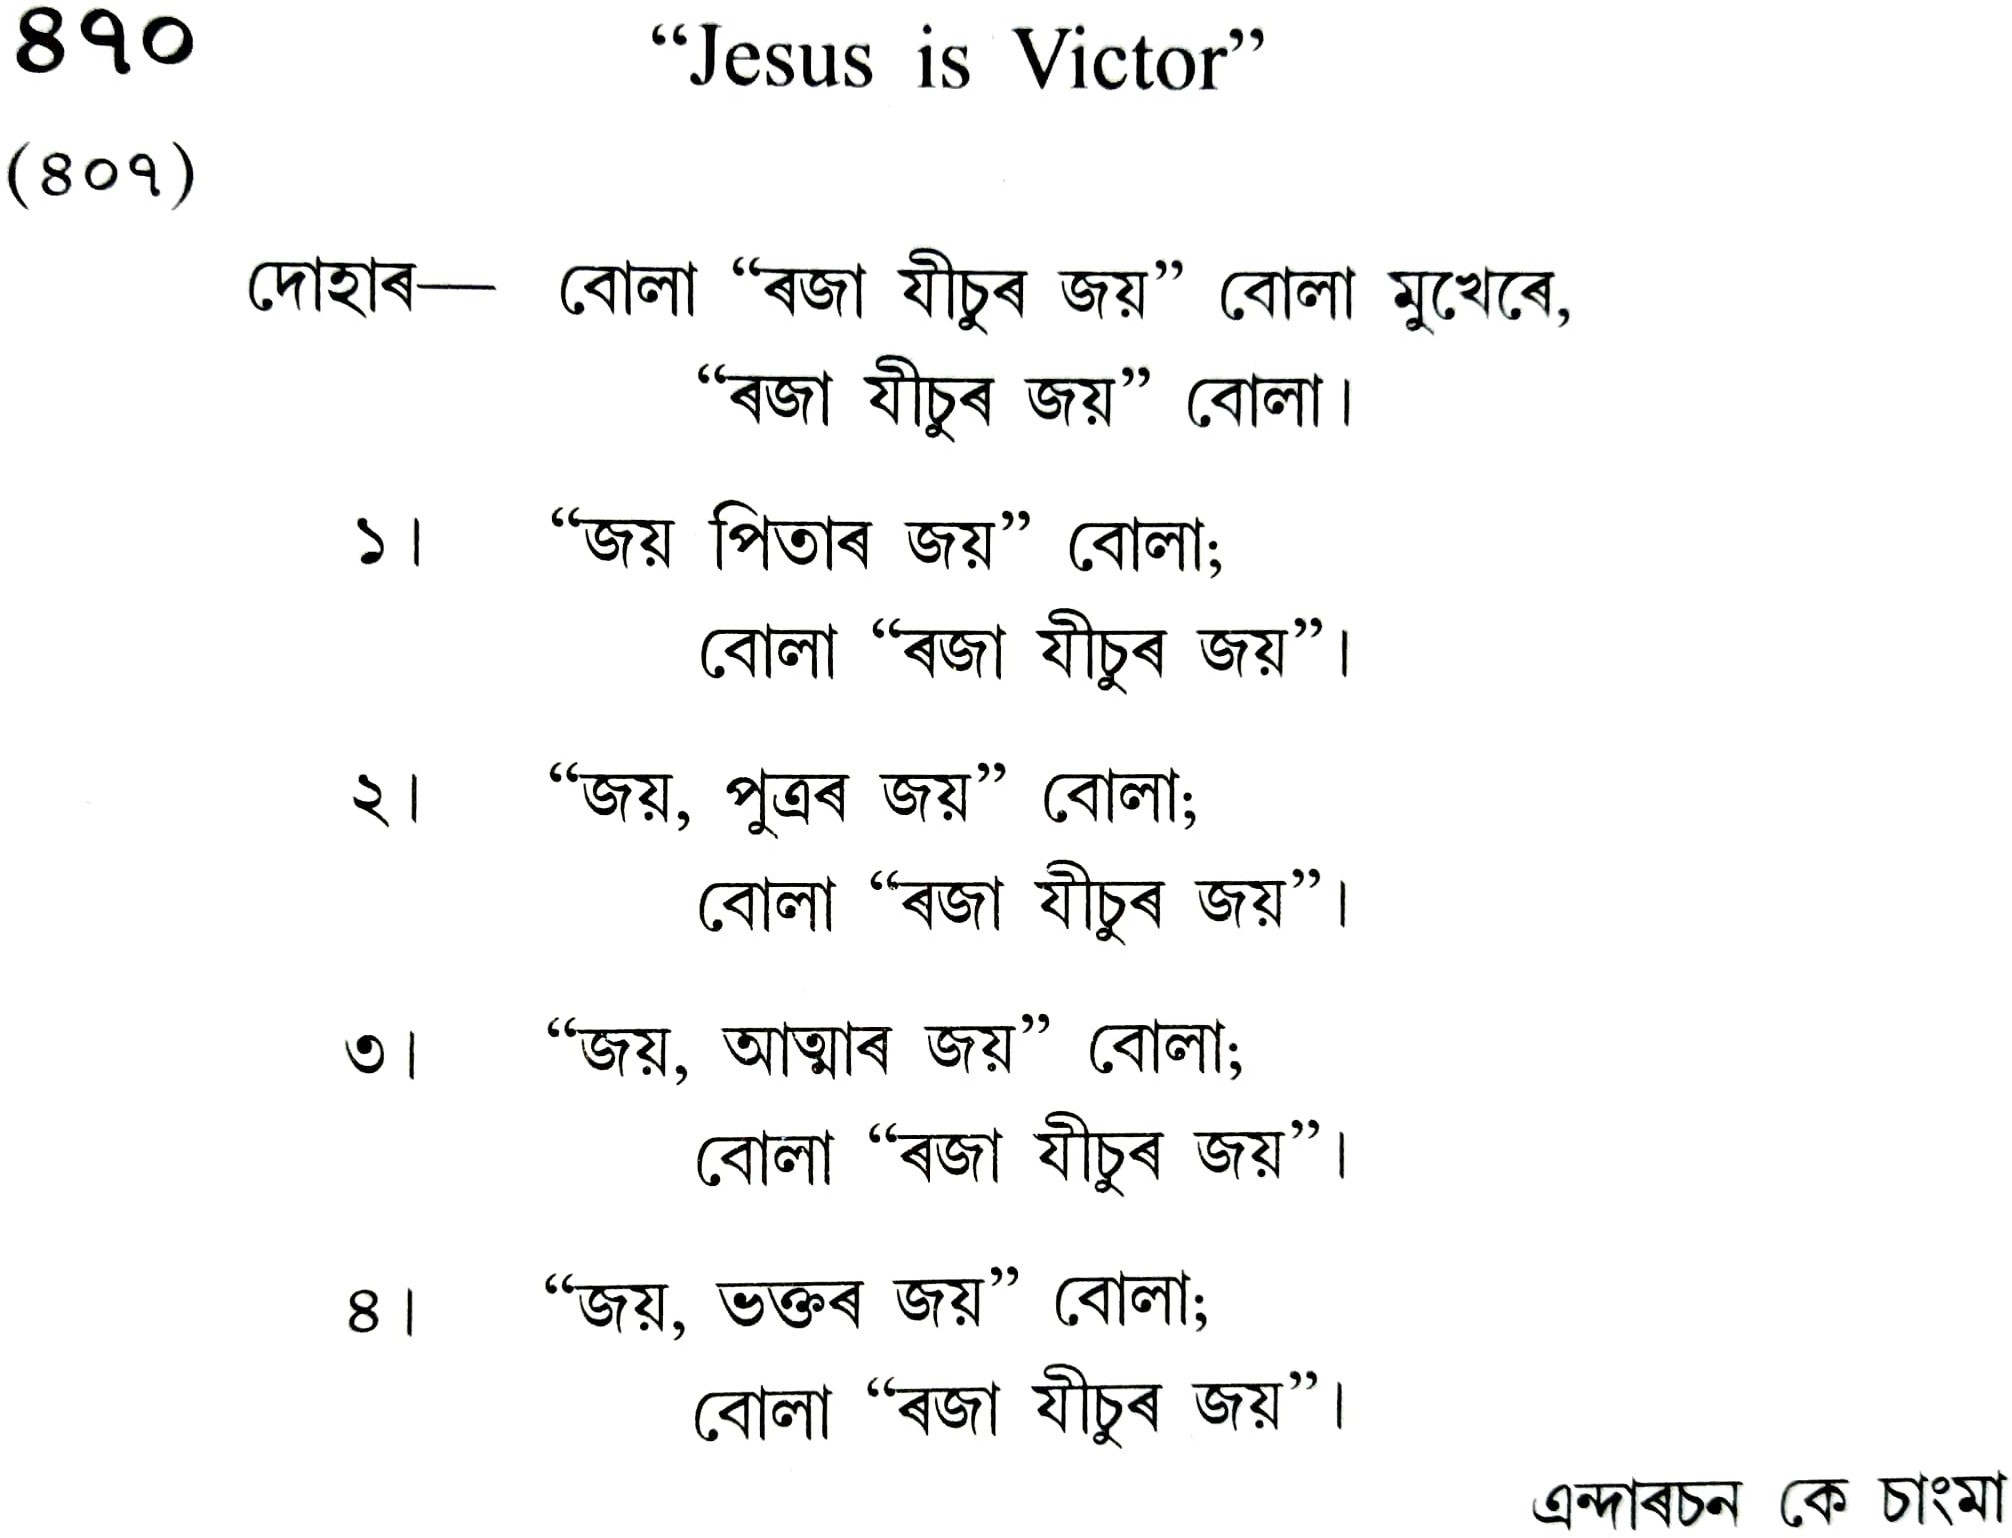 ৪৭০ “Jesus is Victor”
(৪০৭)
দোহাৰ— বোলা “ৰজা যীচুৰ জয়” বোলা মুখেৰে,
“ৰজা যীচুৰ জয়” বোলা।
১। “জয় পিতাৰ জয়” বোলা;
বোলা “ৰজা যীচুৰ জয়”।
২। “জয়, পুত্ৰৰ জয়” বোলা;
বোলা “ৰজা যীচুৰ জয়”।
৩। “জয়, আত্মাৰ জয়” বোলা;
বোলা “ৰজা যীচুৰ জয়”।
৪। “জয়, ভক্তৰ জয়” বোলা;
বোলা “ৰজা যীচুৰ জয়”।
এন্দাৰচন কে চাংমা